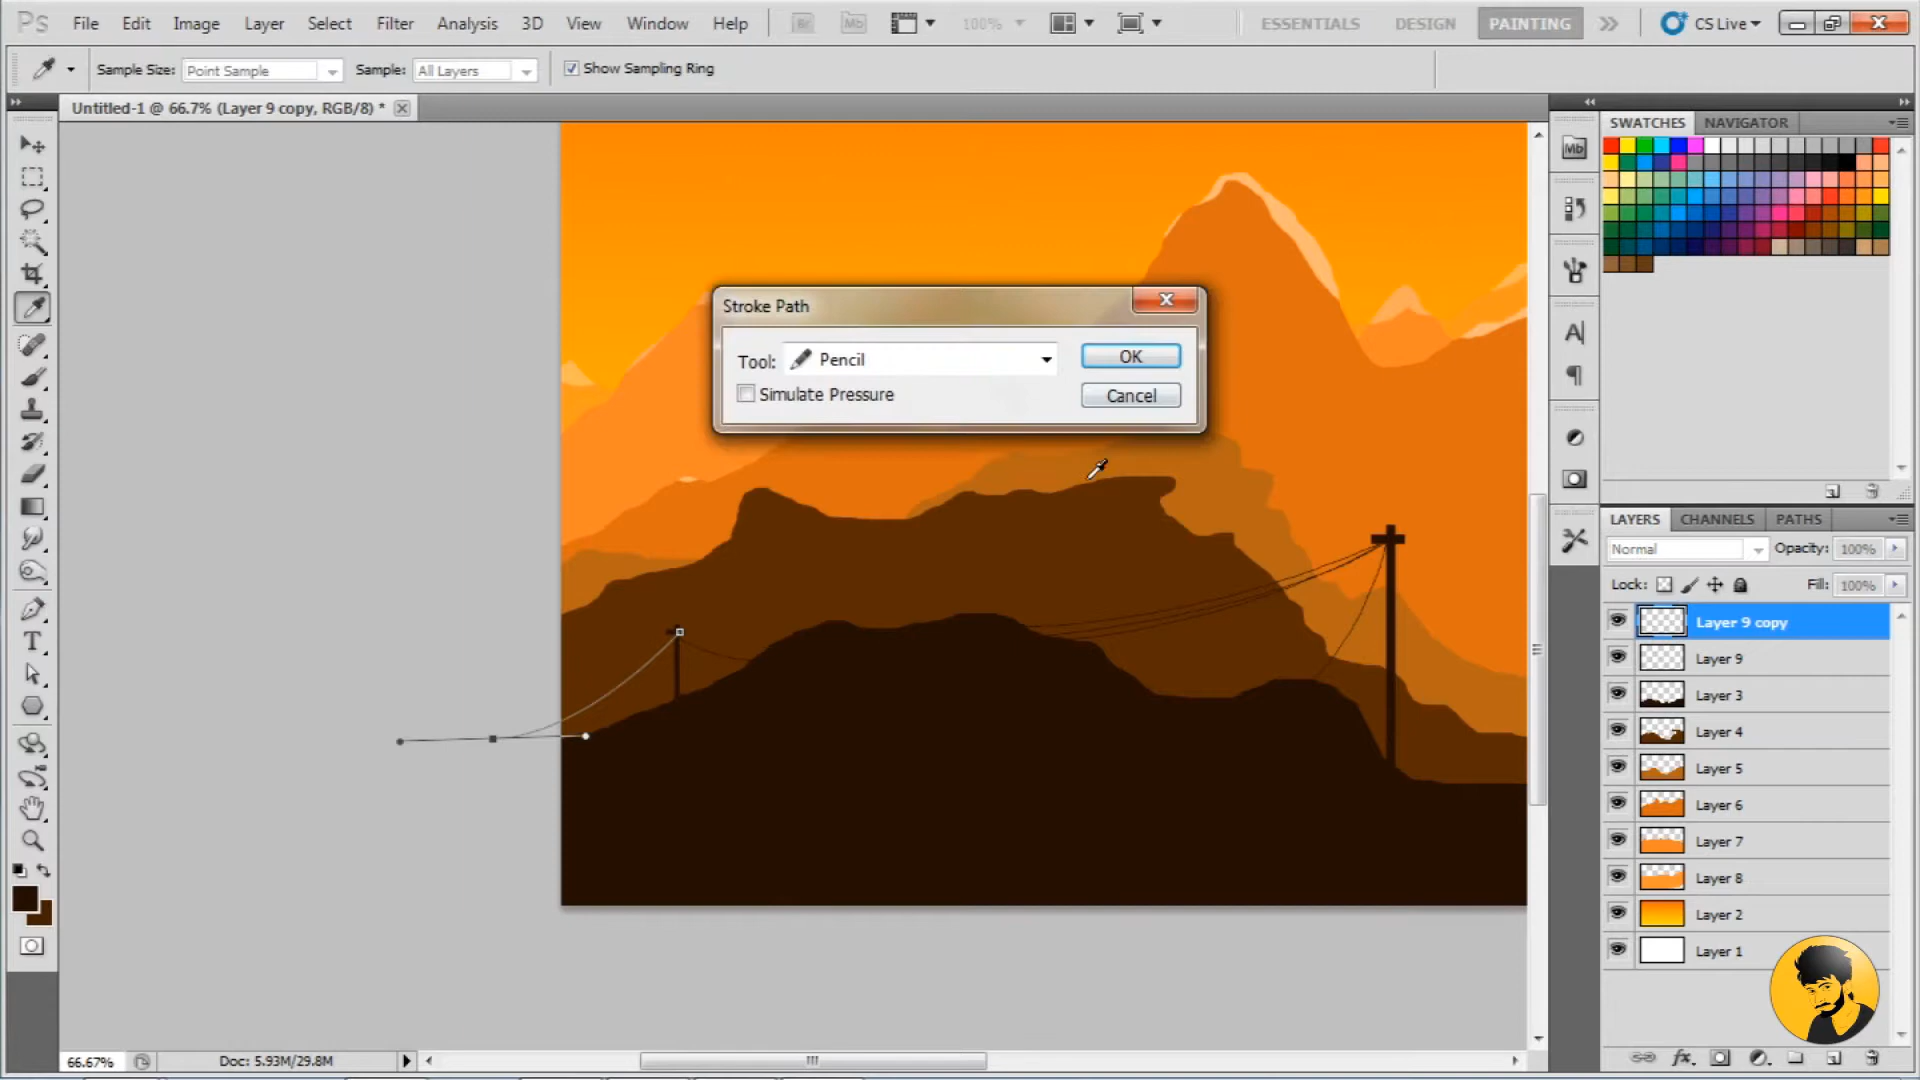 Ps File Edit Image Layer Select Filter Analysis 3D View Window Help Br Mb 100% ESSENTIALS DESIGN PAINTING CS Live
Sample Size: Point Sample Sample: All Layers Show Sampling Ring
Untitled-1 @ 66.7% (Layer 9 copy, RGB/8) *
SWATCHES NAVIGATOR
Mb
Stroke Path
Tool: Pencil OK
Simulate Pressure Cancel
LAYERS CHANNELS PATHS
Normal Opacity: 100%
Lock: Fill: 100%
Layer 9 copy
Layer 9
Layer 3
Layer 4
Layer 5
Layer 6
Layer 7
Layer 8
Layer 2
Layer 1
66.67% Doc: 5.93M/29.8M